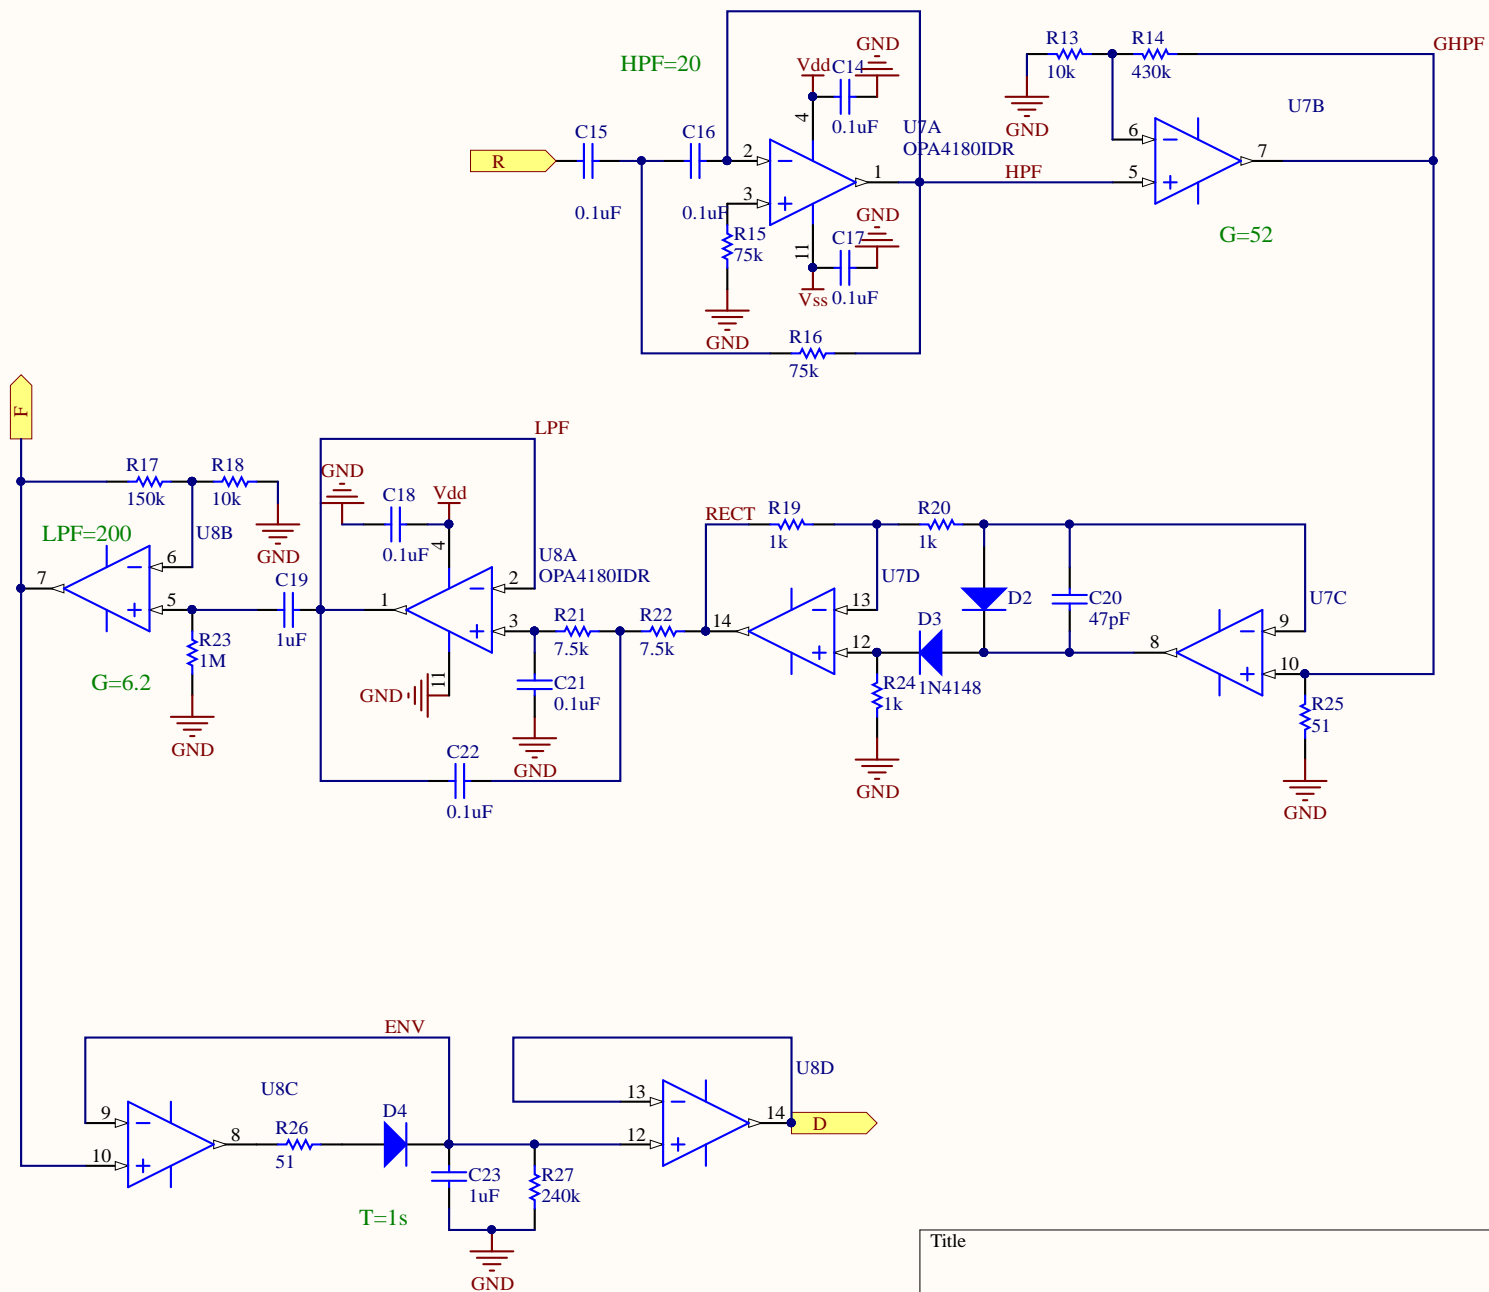 HPF=20
GND
Vdd
C14
0.1uF
4
C15
0.1uF
C16
0.1uF
R
2
3
1
U7A
OPA4180IDR
HPF
R15
75k
GND
11
GND
C17
Vss
0.1uF
R16
75k
R13
10k
R14
430k
GHPF
GND
U7B
6
5
7
G=52
F
R17
150k
R18
10k
GND
LPF=200
U8B
6
5
7
C19
1uF
R23
1M
G=6.2
GND
LPF
GND
C18
0.1uF
Vdd
4
U8A
OPA4180IDR
2
3
1
GND
11
R21
7.5k
R22
7.5k
C21
0.1uF
GND
C22
0.1uF
RECT
R19
1k
R20
1k
U7D
13
12
14
D2
D3
1N4148
R24
1k
GND
C20
47pF
U7C
9
10
8
R25
51
GND
ENV
U8C
9
10
8
R26
51
D4
C23
1uF
R27
240k
T=1s
GND
U8D
13
12
14
D
Title